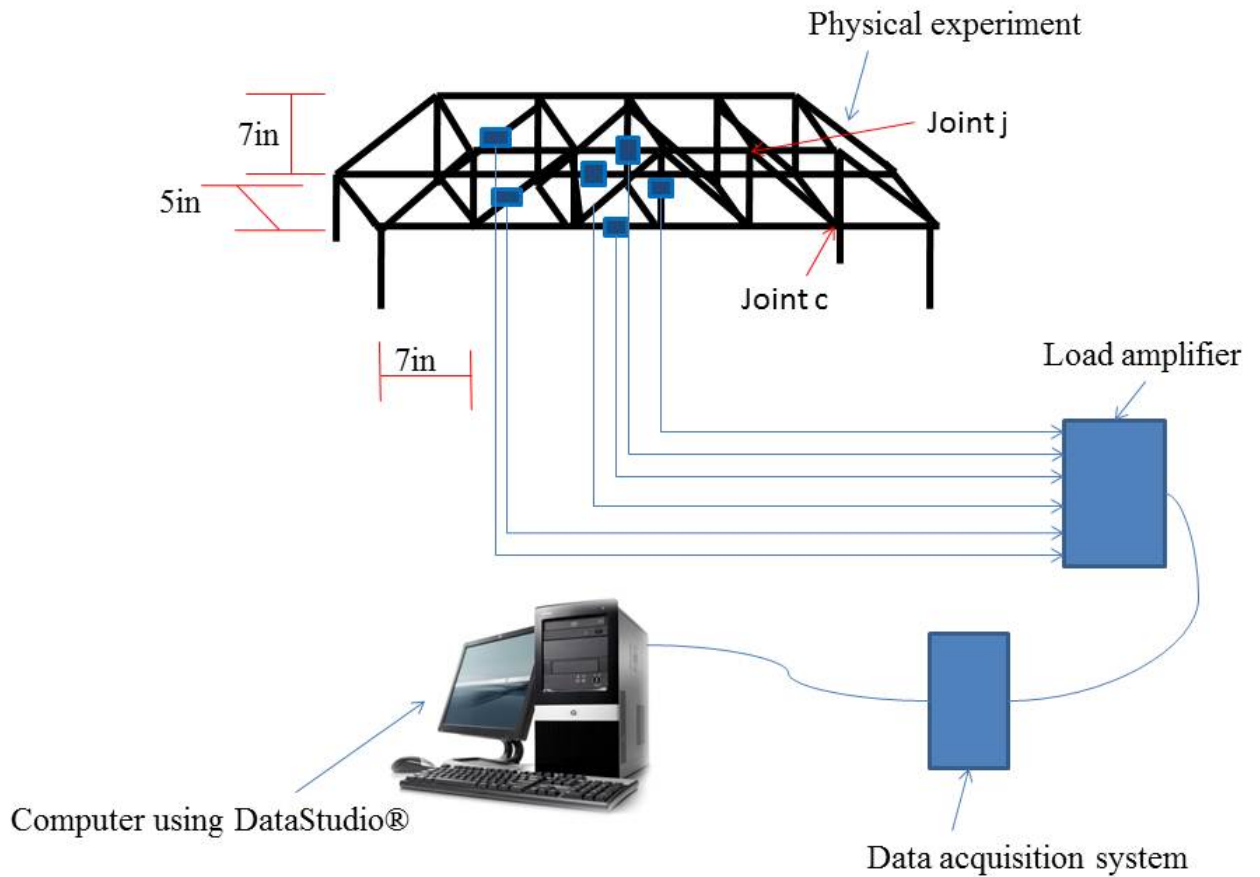 Physical experiment
7in
Joint j
5in
Joint c
7in
Load amplifier
Computer using DataStudio®
Data acquisition system